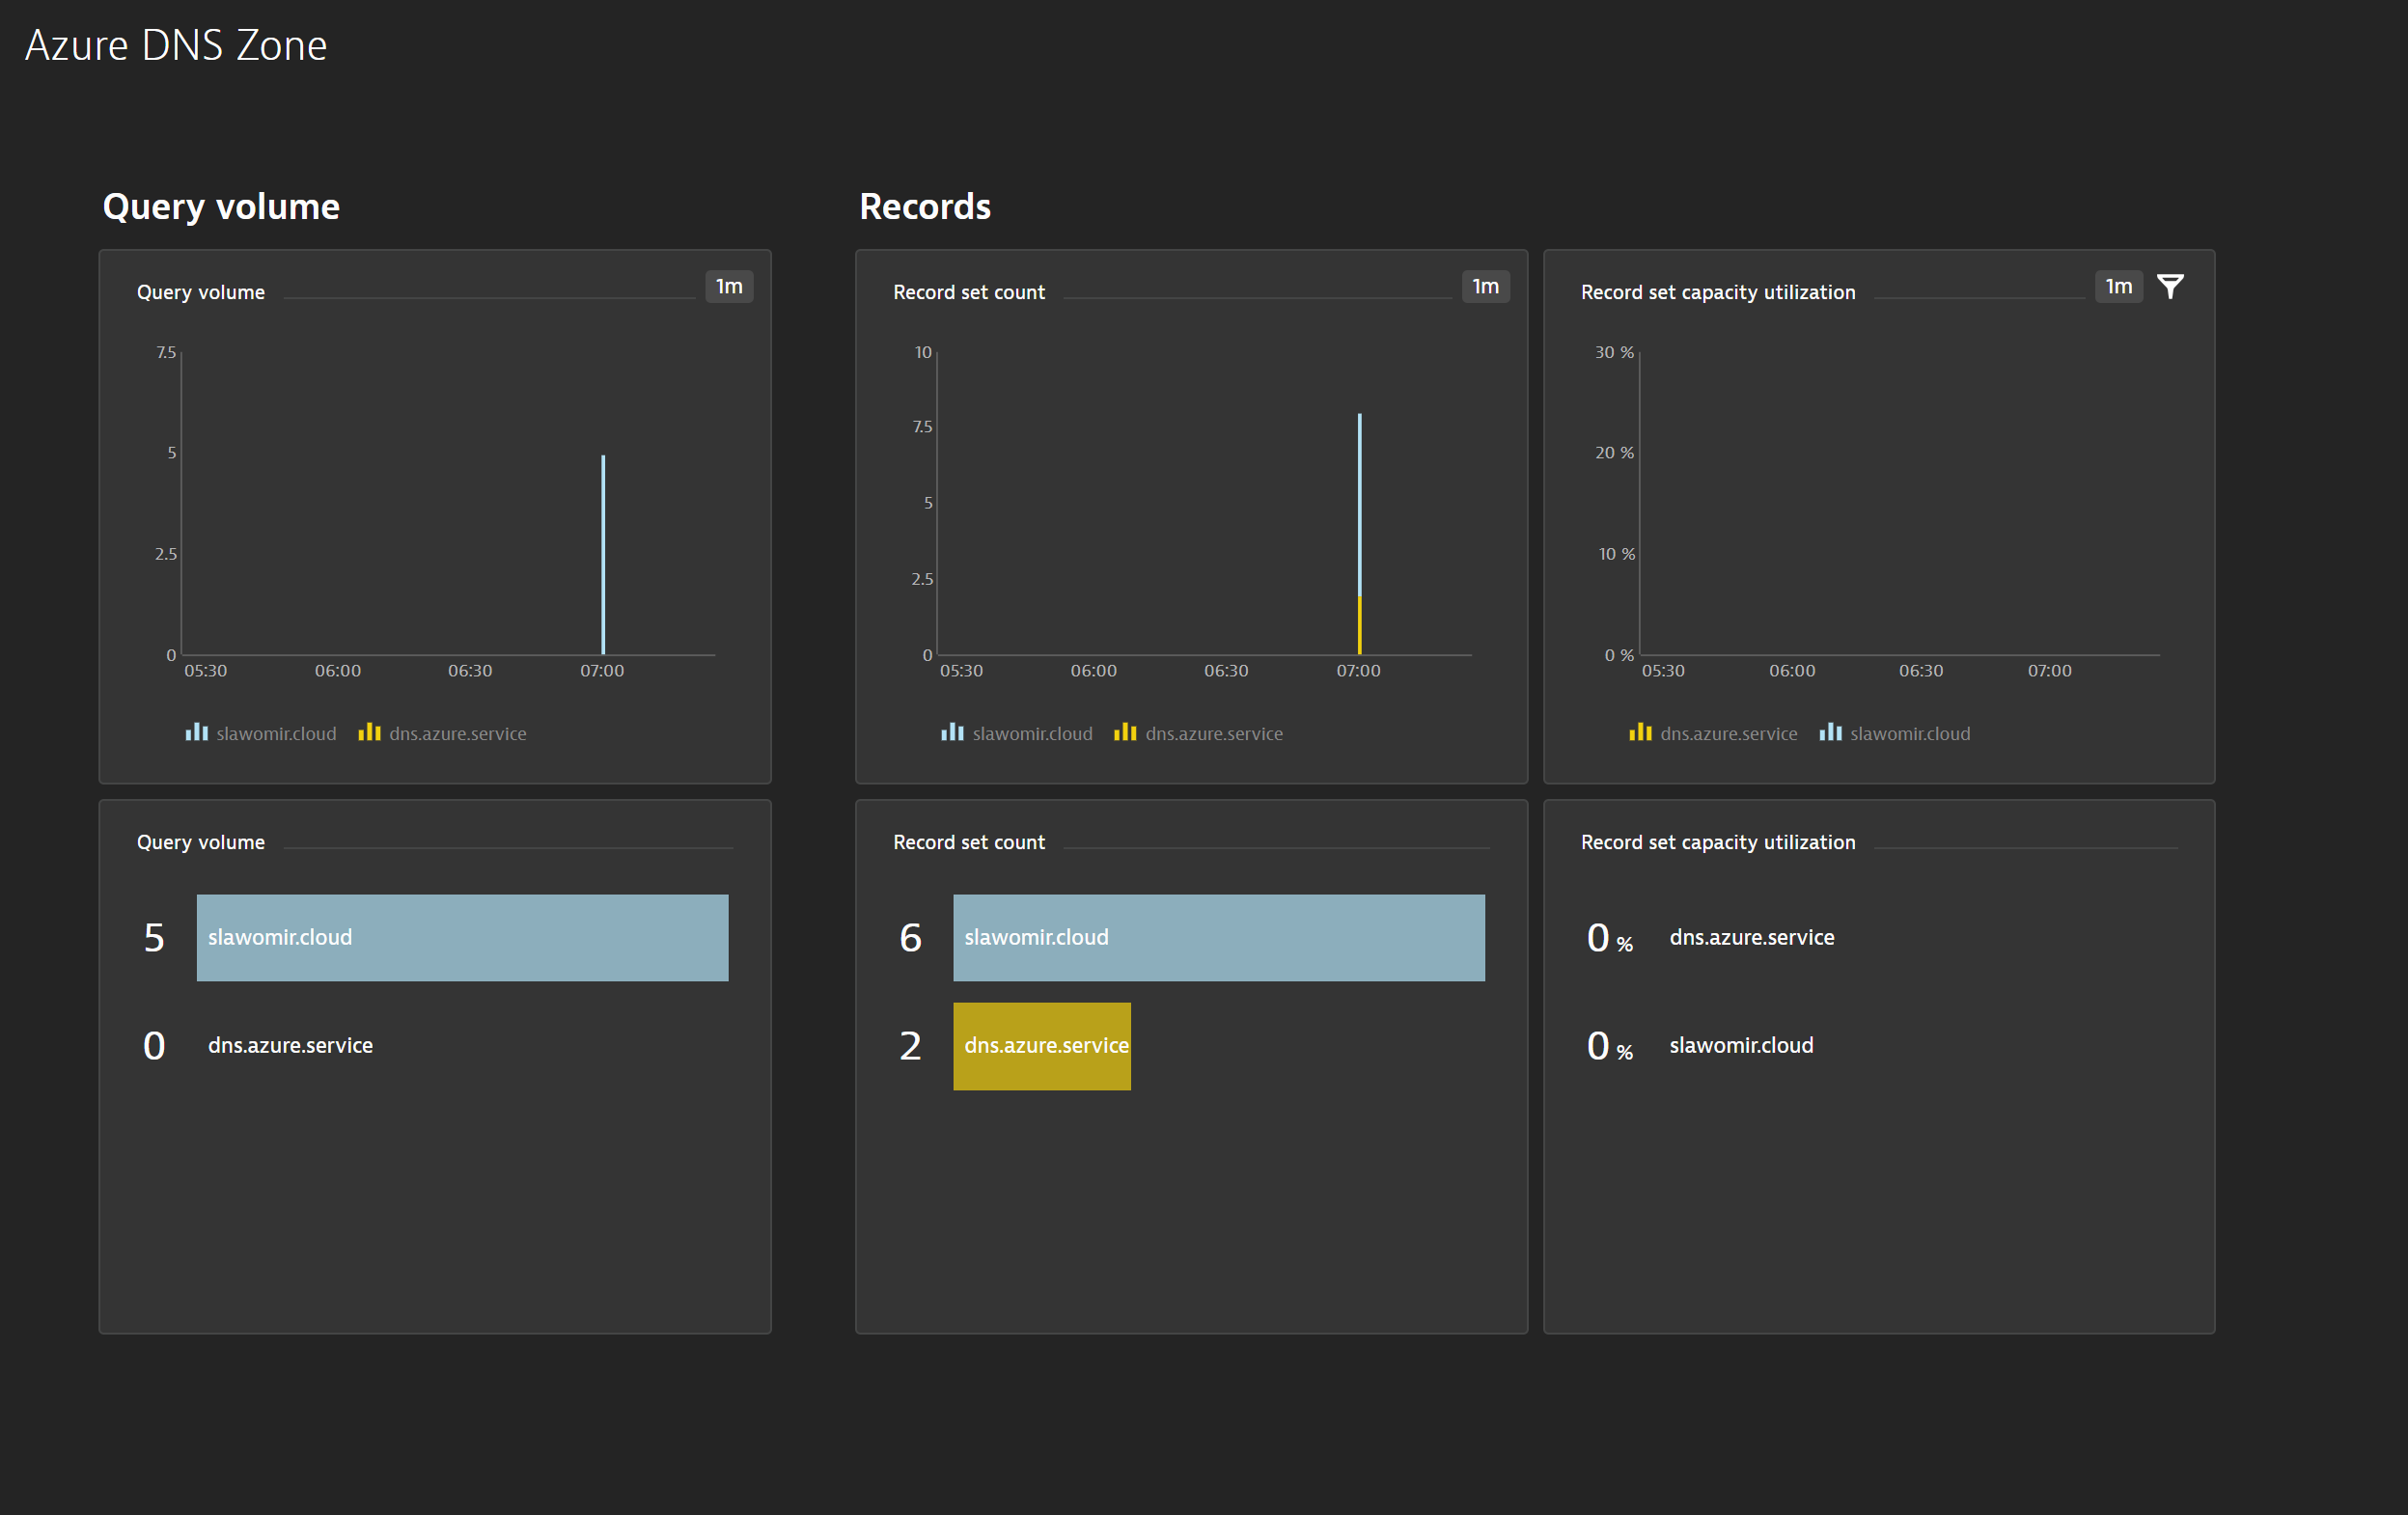 Azure DNS Zone
Query volume
Query volume
1m
7.5
5
2.5
0
05:30 06:00 06:30 07:00
slawomir.cloud dns.azure.service
Query volume
5 slawomir.cloud
0 dns.azure.service
Records
Record set count
1m
10
7.5
5
2.5
0
05:30 06:00 06:30 07:00
slawomir.cloud dns.azure.service
Record set capacity utilization
1m
30 %
20 %
10 %
0 %
05:30 06:00 06:30 07:00
dns.azure.service slawomir.cloud
Record set count
6 slawomir.cloud
2 dns.azure.service
Record set capacity utilization
0 % dns.azure.service
0 % slawomir.cloud